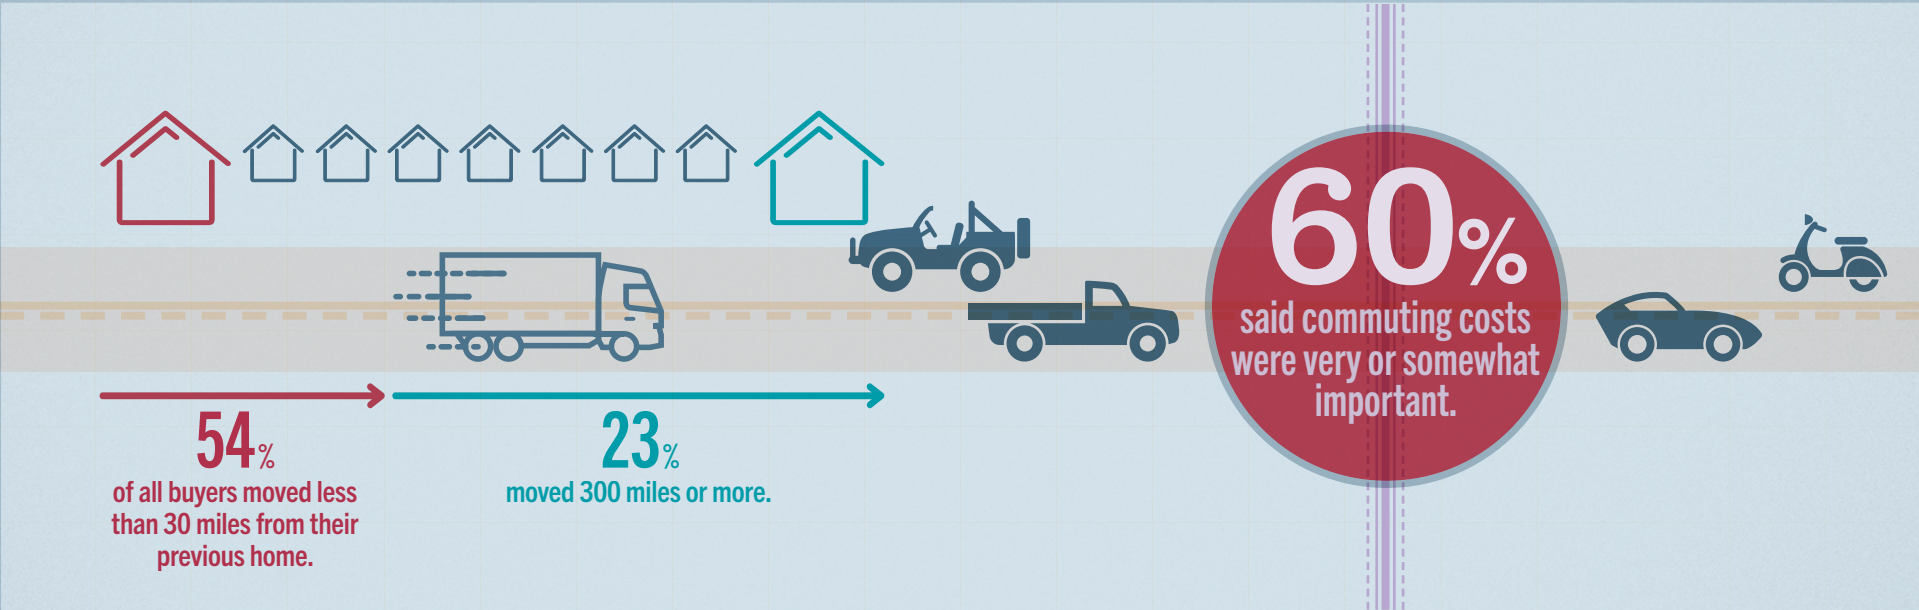 54%
of all buyers moved less
than 30 miles from their
previous home.
23%
moved 300 miles or more.
60%
said commuting costs
were very or somewhat
important.